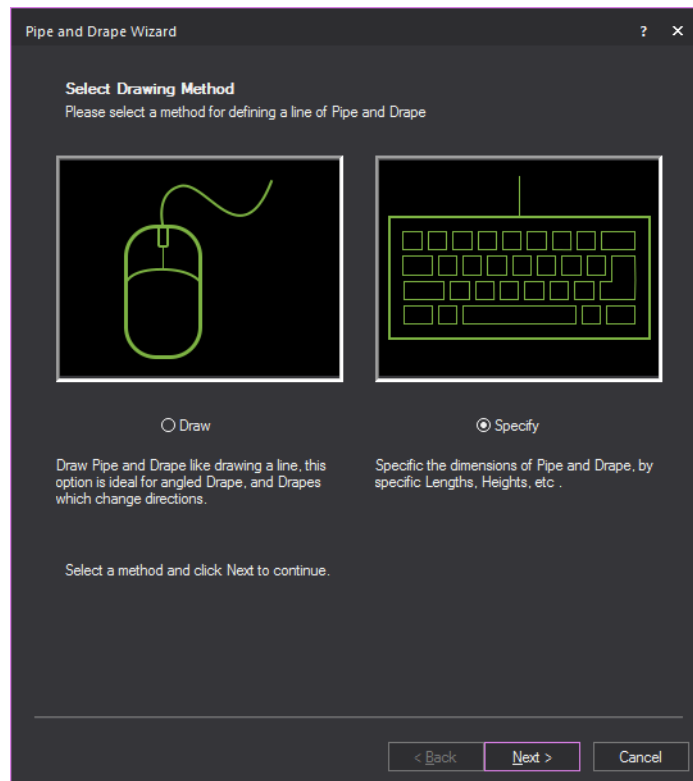 Pipe and Drape Wizard ? ×
Select Drawing Method
Please select a method for defining a line of Pipe and Drape
Draw
Specify
Draw Pipe and Drape like drawing a line, this
option is ideal for angled Drape, and Drapes
which change directions.
Specific the dimensions of Pipe and Drape, by
specific Lengths, Heights, etc .
Select a method and click Next to continue.
< Back Next > Cancel